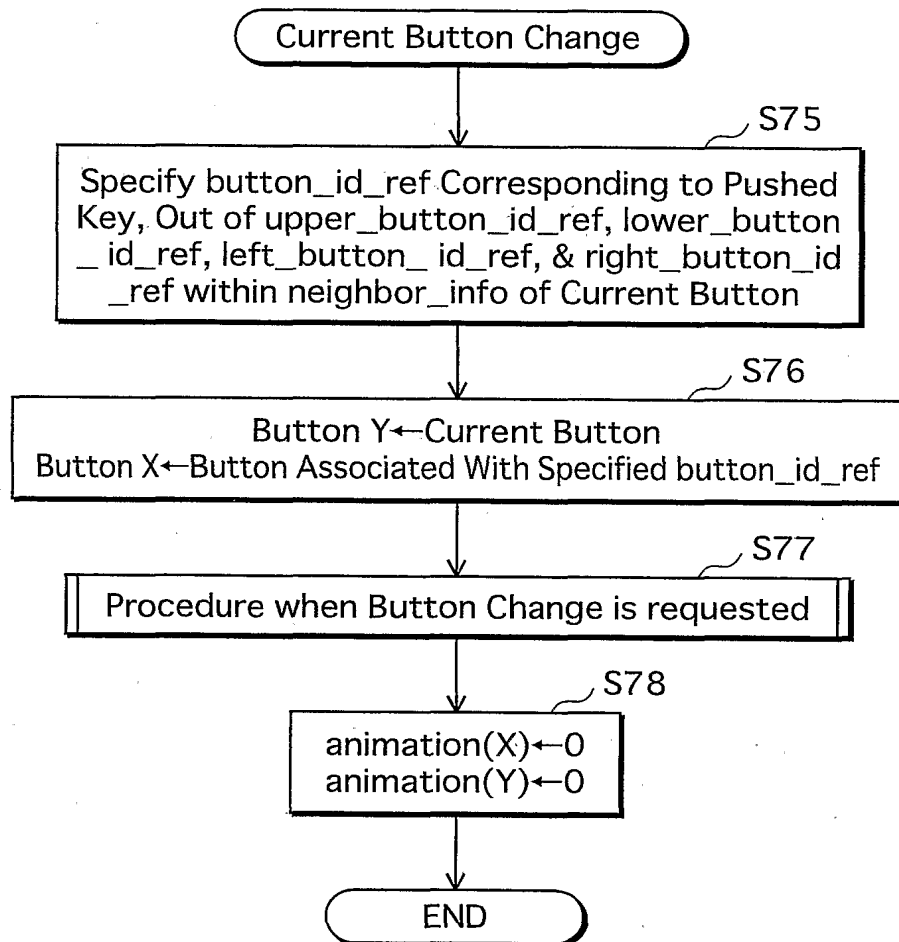 Current Button Change
S75
Specify button_id_ref Corresponding to Pushed
Key, Out of upper_button_id_ref, lower_button
_ id_ref, left_button_ id_ref, & right_button_id
_ref within neighbor_info of Current Button
S76
Button Y←Current Button
Button X←Button Associated With Specified button_id_ref
S77
Procedure when Button Change is requested
S78
animation(X)←0
animation(Y)←0
END